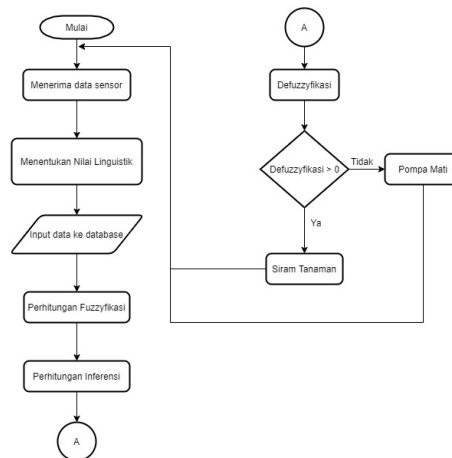 Mulai
Menerima data sensor
Menentukan Nilai Linguistik
Input data ke database
Perhitungan Fuzzyfikasi
Perhitungan Inferensi
A
A
Defuzzyfikasi
Defuzzyfikasi > 0
Tidak
Pompa Mati
Ya
Siram Tanaman